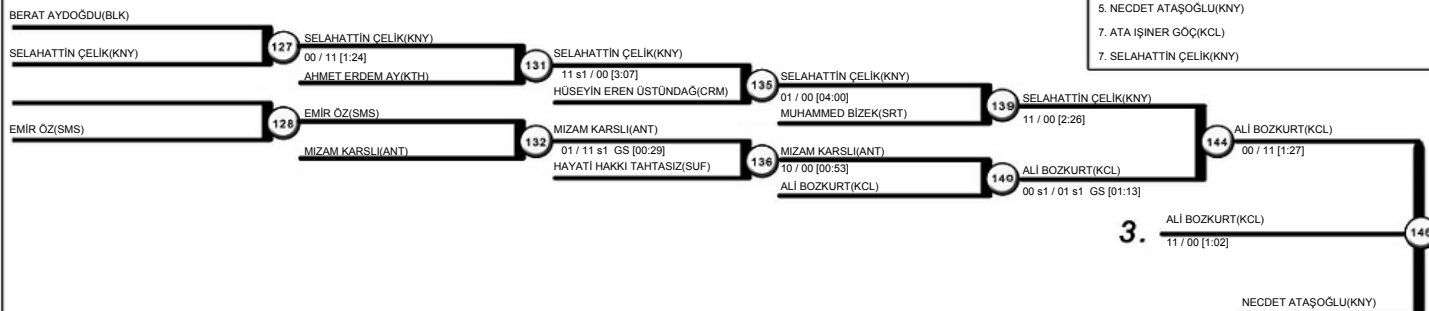 5. NECDET ATAŞOĞLU(KNY)
7. ATA IŞINER GÖÇ(KCL)
7. SELAHATTİN ÇELİK(KNY)
BERAT AYDOĞDU(BLK)
SELAHATTİN ÇELİK(KNY)
127
SELAHATTİN ÇELİK(KNY)
00 / 11 [1:24]
AHMET ERDEM AY(KTH)
131
SELAHATTİN ÇELİK(KNY)
11 s1 / 00 [3:07]
HÜSEYİN EREN ÜSTÜNDAĞ(CRM)
135
SELAHATTİN ÇELİK(KNY)
01 / 00 [04:00]
MUHAMMED BİZEK(SRT)
139
SELAHATTİN ÇELİK(KNY)
11 / 00 [2:26]
EMİR ÖZ(SMS)
128
EMİR ÖZ(SMS)
MIZAM KARSLI(ANT)
132
MIZAM KARSLI(ANT)
01 / 11 s1 GS [00:29]
HAYATİ HAKKI TAHTASIZ(SUF)
136
MIZAM KARSLI(ANT)
10 / 00 [00:53]
ALİ BOZKURT(KCL)
140
ALİ BOZKURT(KCL)
00 s1 / 01 s1 GS [01:13]
144
ALİ BOZKURT(KCL)
00 / 11 [1:27]
3.
ALİ BOZKURT(KCL)
11 / 00 [1:02]
146
NECDET ATAŞOĞLU(KNY)